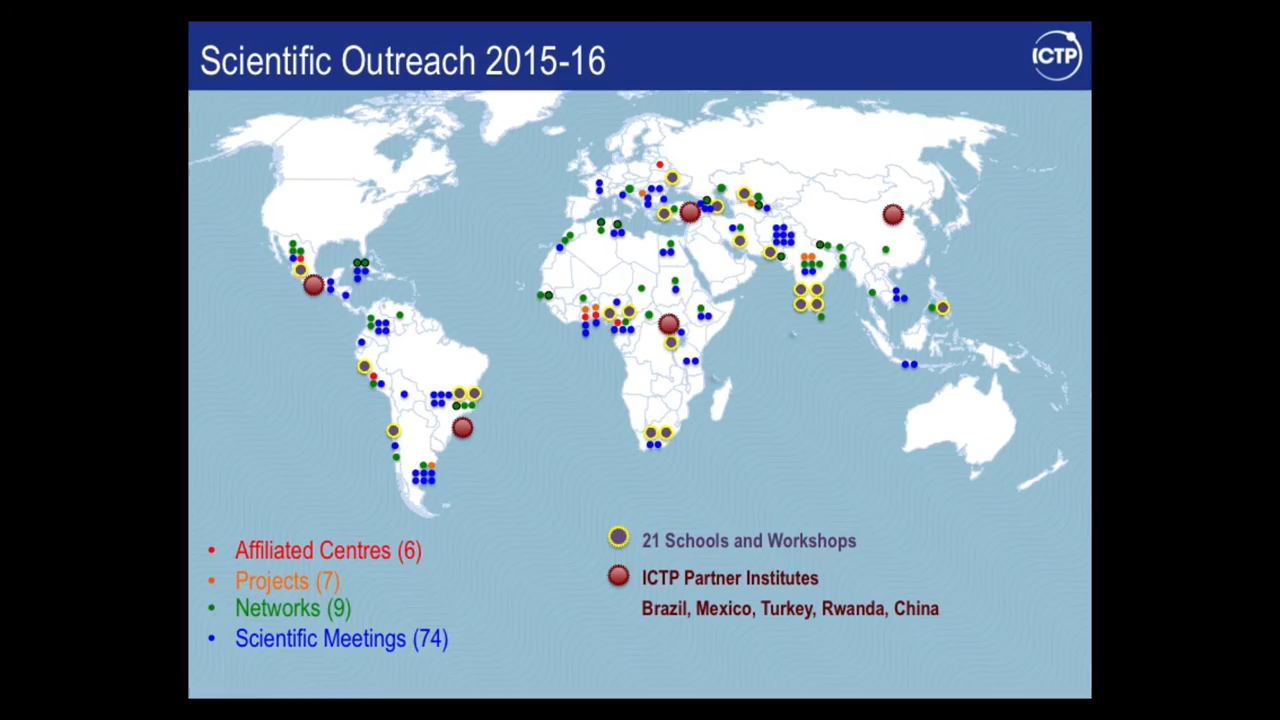 Scientific Outreach 2015-16
ICTP
• Affiliated Centres (6)
• Projects (7)
• Networks (9)
• Scientific Meetings (74)
21 Schools and Workshops
ICTP Partner Institutes
Brazil, Mexico, Turkey, Rwanda, China